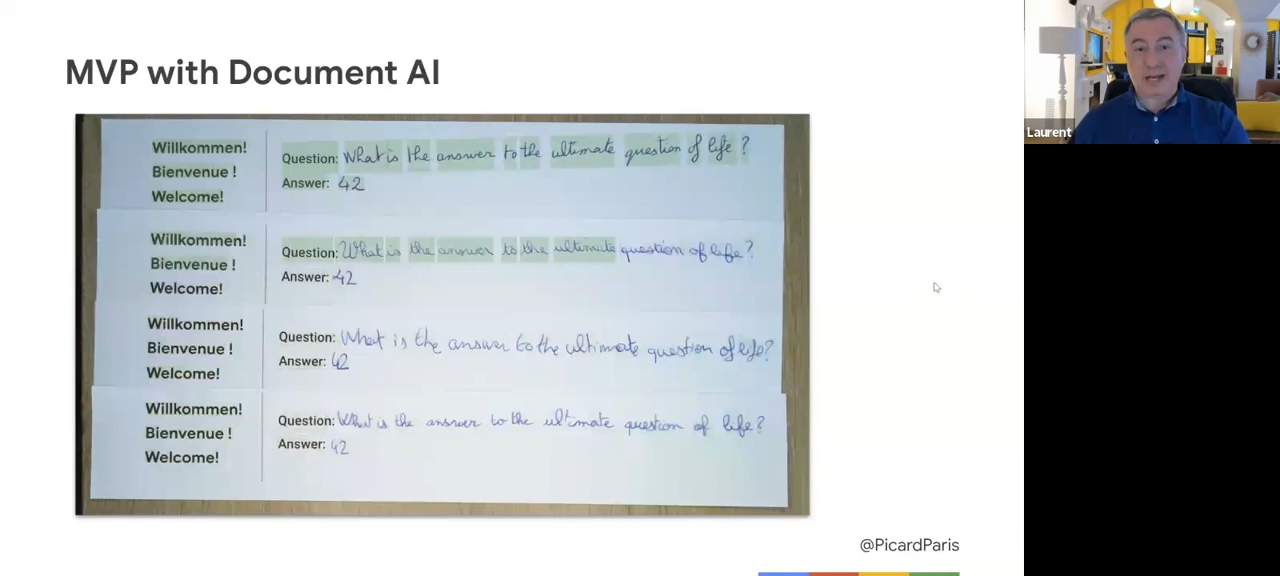 MVP with Document AI
Willkommen!
Bienvenue !
Welcome!
Question: What is the answer to the ultimate question of life ?
Answer: 42
Willkommen!
Bienvenue !
Welcome!
Question: What is the answer to the ultimate question of life?
Answer: 42
Willkommen!
Bienvenue !
Welcome!
Question: What is the answer to the ultimate question of life?
Answer: 42
Willkommen!
Bienvenue !
Welcome!
Question: What is the answer to the ultimate question of life?
Answer: 42
@PicardParis
Laurent